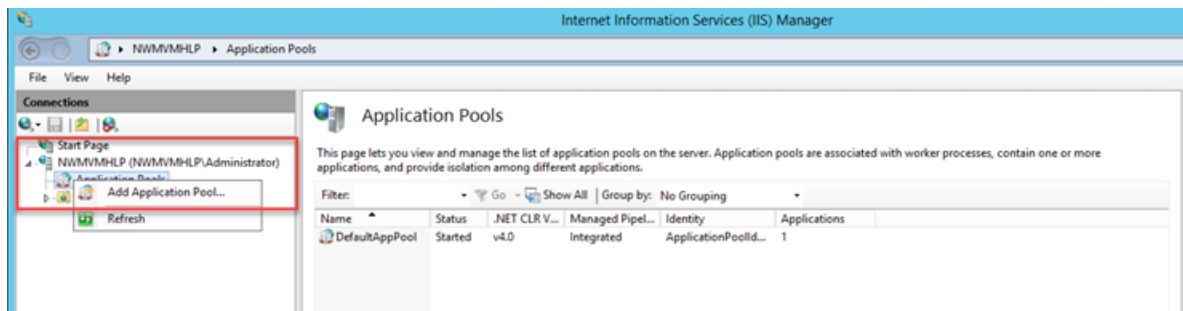 Internet Information Services (IIS) Manager
NWMVMHLP Application Pools
File View Help
Connections
Start Page
NWMVMHLP (NWMVMHLP\Administrator)
Application Pools
Add Application Pool...
Refresh
Application Pools
This page lets you view and manage the list of application pools on the server. Application pools are associated with worker processes, contain one or more
applications, and provide isolation among different applications.
Filter: Go Show All Group by: No Grouping
Name Status .NET CLR V... Managed Pipel... Identity Applications
DefaultAppPool Started v4.0 Integrated ApplicationPoolId... 1